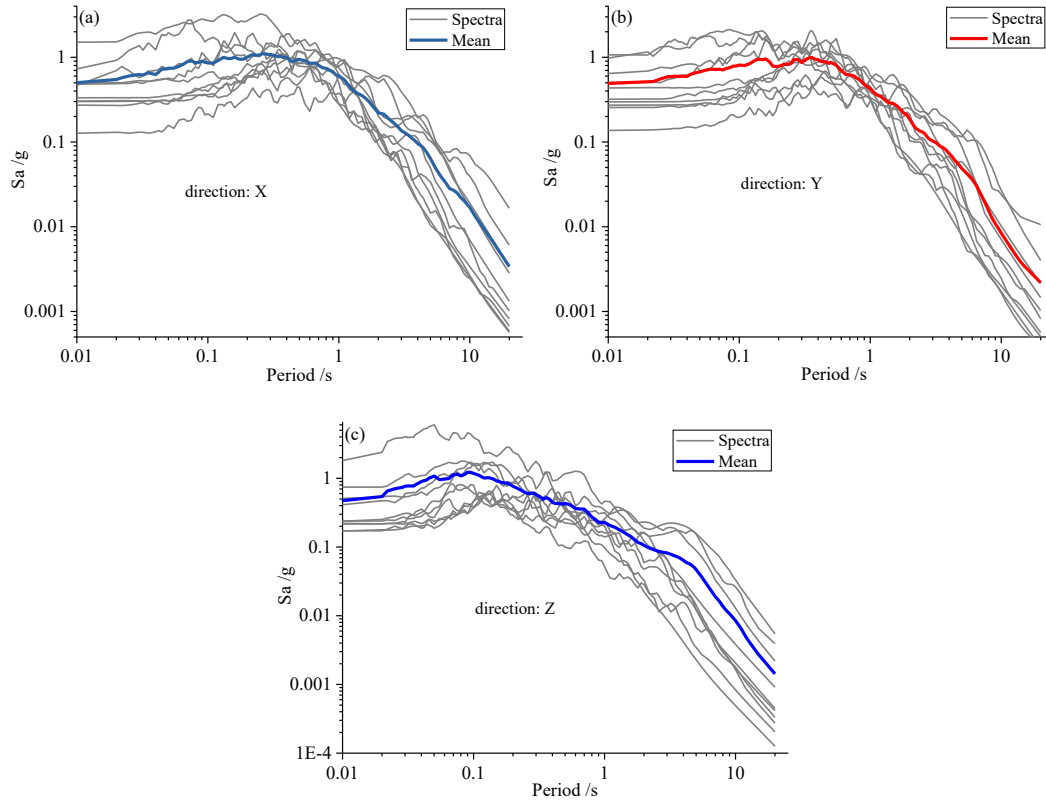 (a)
Spectra
Mean
1
0.1
0.01
0.001
Sa /g
direction: X
0.01
0.1
1
10
Period /s
(b)
Spectra
Mean
1
0.1
0.01
0.001
Sa /g
direction: Y
0.01
0.1
1
10
Period /s
(c)
Spectra
Mean
1
0.1
0.01
0.001
1E-4
Sa /g
direction: Z
0.01
0.1
1
10
Period /s